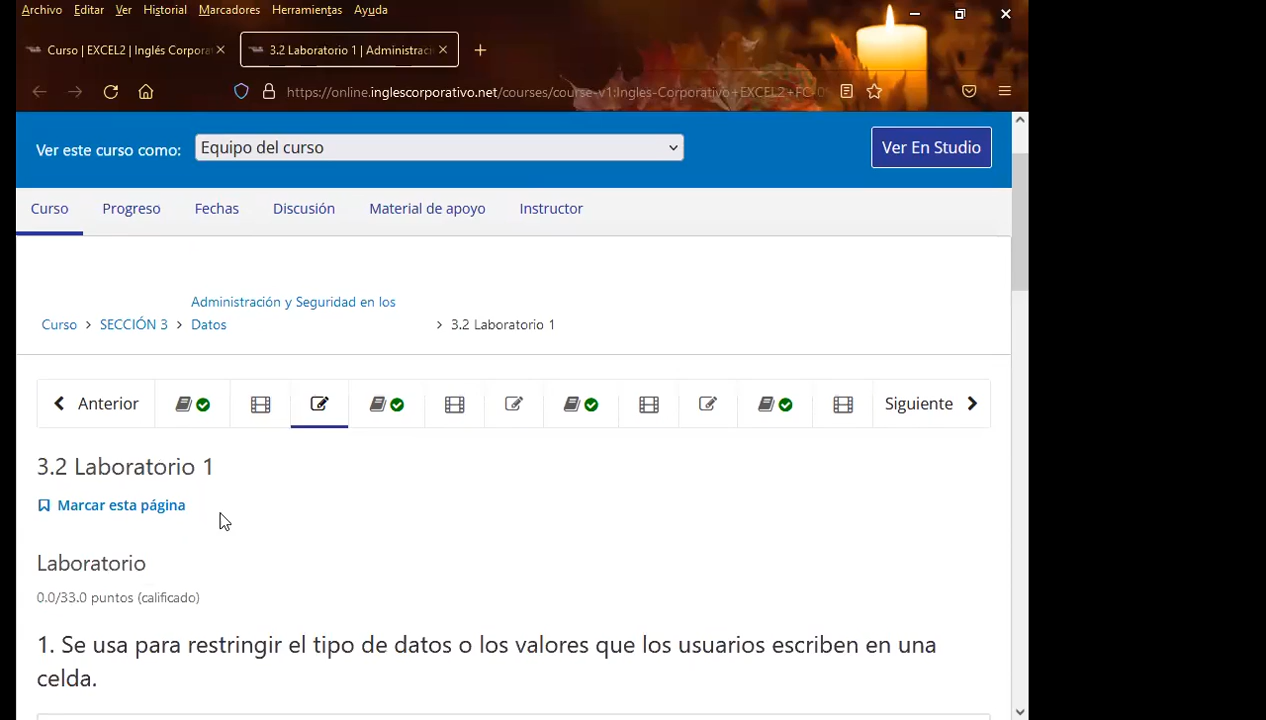 Archivo Editar Ver Historial Marcadores Herramientas Ayuda
Curso | EXCEL2 | Inglés Corpora
3.2 Laboratorio 1 | Administraci
https://online.inglescorporativo.net/courses/course-v1:Ingles-Corporativo+EXCEL2+FC-0
Ver este curso como: Equipo del curso Ver En Studio
Curso Progreso Fechas Discusión Material de apoyo Instructor
Administración y Seguridad en los
Curso > SECCIÓN 3 > Datos > 3.2 Laboratorio 1
Anterior Siguiente
3.2 Laboratorio 1
Marcar esta página
Laboratorio
0.0/33.0 puntos (calificado)
1. Se usa para restringir el tipo de datos o los valores que los usuarios escriben en una
celda.